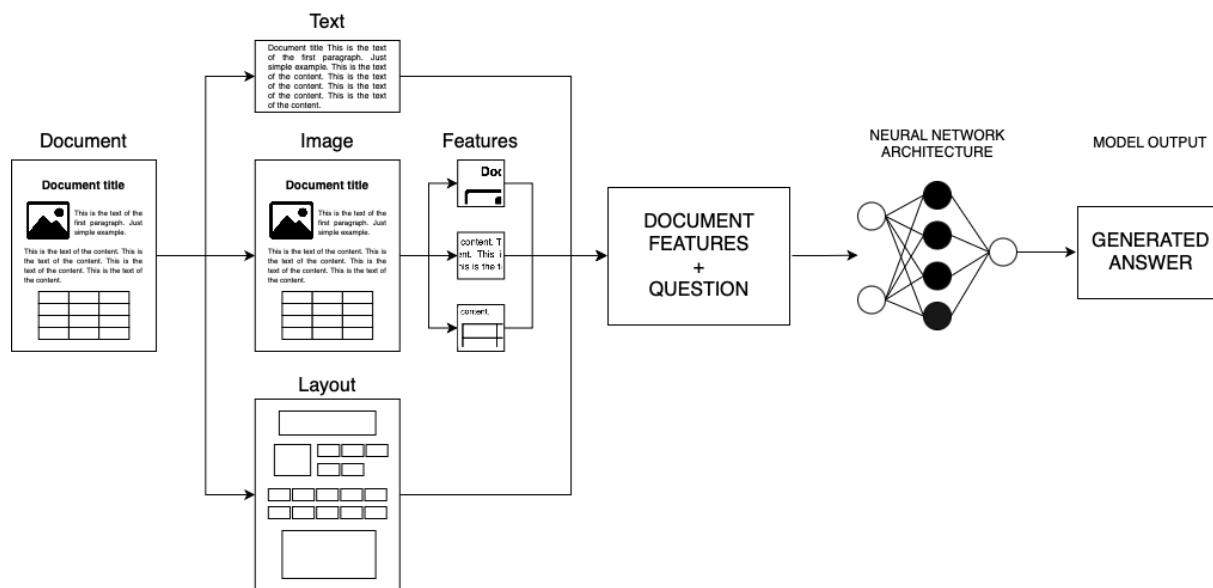 Text
Document title This is the text
of the first paragraph. Just
simple example. This is the text
of the content. This is the text
of the content. This is the text
of the content. This is the text
of the content.
Document
Document title
This is the text of the
first paragraph. Just
simple example.
This is the text of the content. This is
the text of the content. This is the
text of the content. This is the text of
the content.
Image
Document title
This is the text of the
first paragraph. Just
simple example.
This is the text of the content. This is
the text of the content. This is the
text of the content. This is the text of
the content.
Features
Doc
content. T
ent. This i
his is the t
content.
Layout
DOCUMENT
FEATURES
+
QUESTION
NEURAL NETWORK
ARCHITECTURE
MODEL OUTPUT
GENERATED
ANSWER